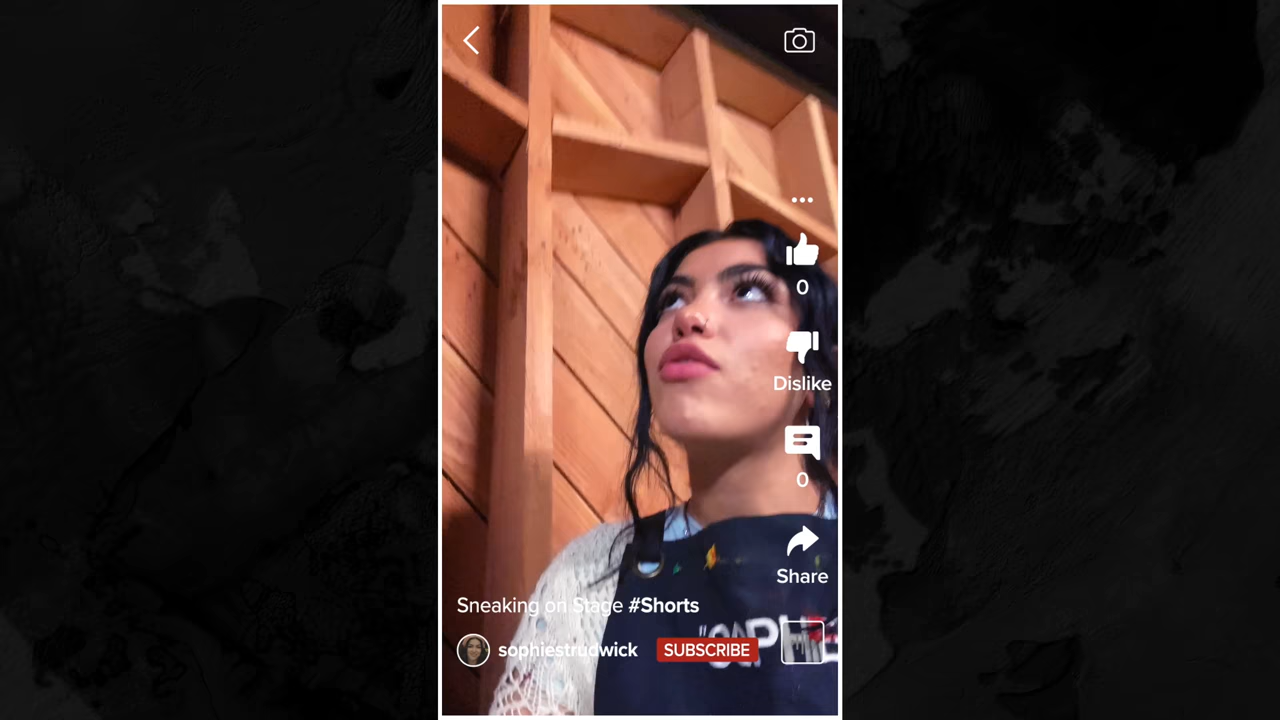 0
Dislike
0
Share
Sneaking on Stage #Shorts
sophiestrudwick SUBSCRIBE